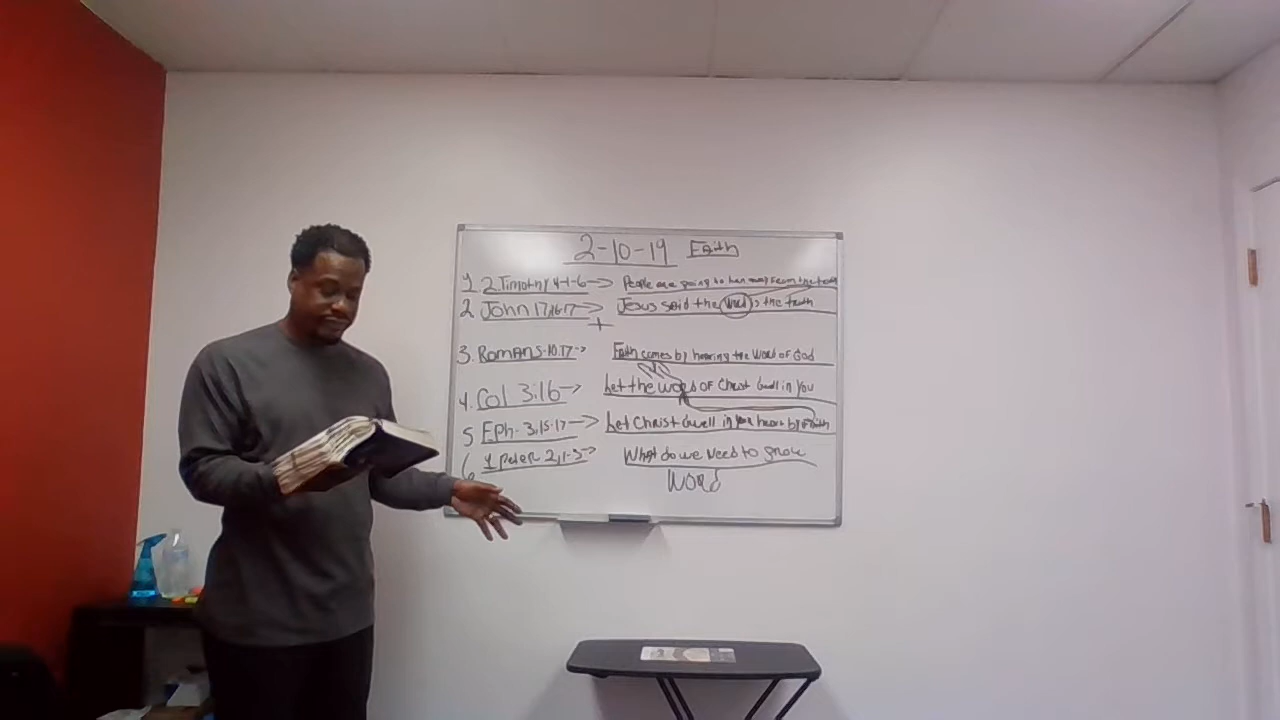 2-10-19 Faith
1 2 Timothy 4-1-6-> People are going to turn away from the truth
2 John 17,16-17-> Jesus said the Word is the truth
+
3. Romans-10.17-> Faith comes by hearing the Word of God
4. Col 3:16-> Let the word of Christ dwell in you
5 Eph- 3,15-17-> Let Christ dwell in your heart by Faith
6 1 Peter 2,1-3-> What do we need to grow
Word